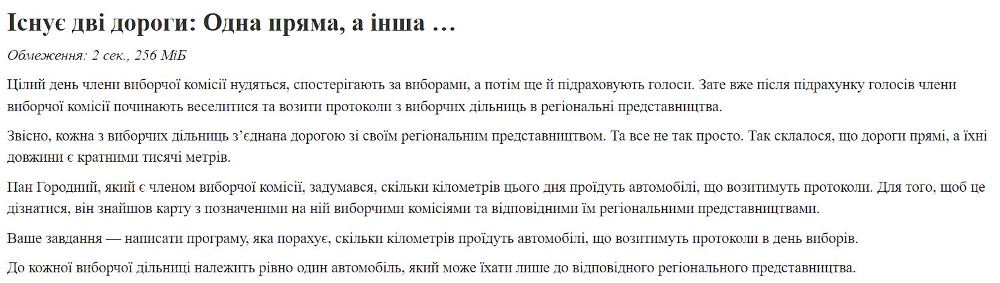 Існує дві дороги: Одна пряма, а інша …
Обмеження: 2 сек., 256 МіБ
Цілий день члени виборчої комісії нудяться, спостерігають за виборами, а потім ще й підраховують голоси. Зате вже після підрахунку голосів члени
виборчої комісії починають веселитися та возити протоколи з виборчих дільниць в регіональні представництва.
Звісно, кожна з виборчих дільниць з’єднана дорогою зі своїм регіональним представництвом. Та все не так просто. Так склалося, що дороги прямі, а їхні
довжини є кратними тисячі метрів.
Пан Городний, який є членом виборчої комісії, задумався, скільки кілометрів цього дня проїдуть автомобілі, що возитимуть протоколи. Для того, щоб це
дізнатися, він знайшов карту з позначеними на ній виборчими комісіями та відповідними їм регіональними представництвами.
Ваше завдання — написати програму, яка порахує, скільки кілометрів проїдуть автомобілі, що возитимуть протоколи в день виборів.
До кожної виборчої дільниці належить рівно один автомобіль, який може їхати лише до відповідного регіонального представництва.